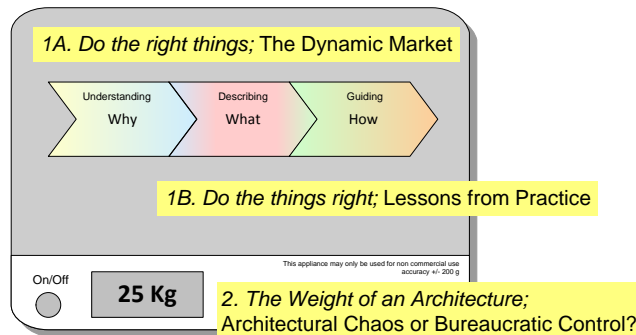 1A. Do the right things; The Dynamic Market
Understanding
Why
Describing
What
Guiding
How
1B. Do the things right; Lessons from Practice
This appliance may only be used for non commercial use
accuracy +/- 200 g
On/Off
25 Kg
2. The Weight of an Architecture;
Architectural Chaos or Bureaucratic Control?